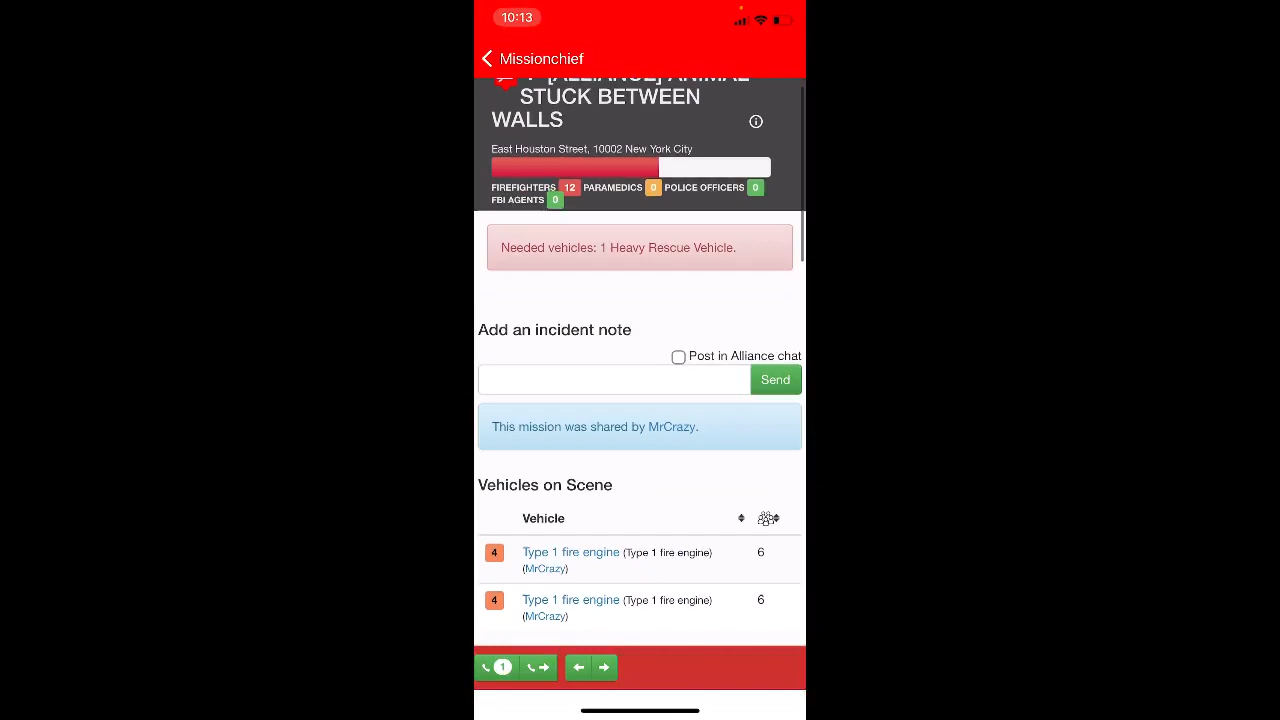 10:13
Missionchief
[ALLIANCE] ANIMAL
STUCK BETWEEN
WALLS
East Houston Street, 10002 New York City
FIREFIGHTERS 12 PARAMEDICS 0 POLICE OFFICERS 0
FBI AGENTS 0
Needed vehicles: 1 Heavy Rescue Vehicle.
Add an incident note
Post in Alliance chat
Send
This mission was shared by MrCrazy.
Vehicles on Scene
Vehicle
4 Type 1 fire engine (Type 1 fire engine) 6
(MrCrazy)
4 Type 1 fire engine (Type 1 fire engine) 6
(MrCrazy)
1